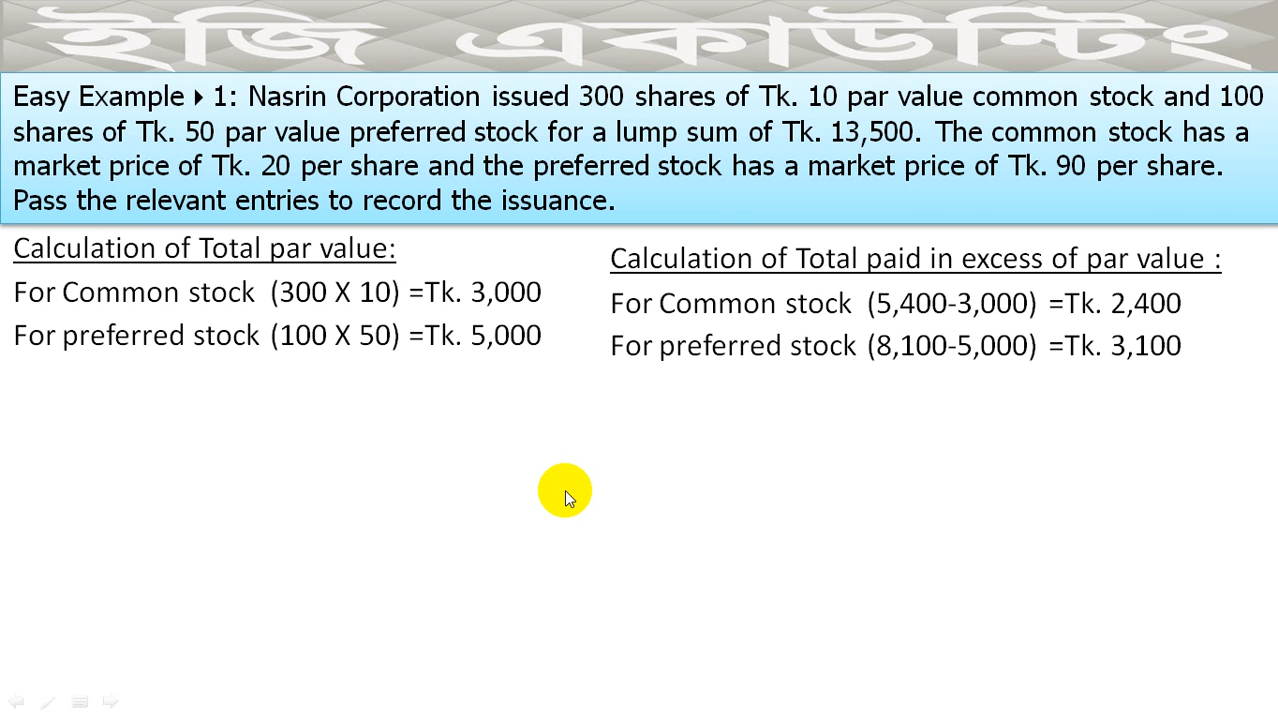 ইজি একাউন্টিং
Easy Example 1: Nasrin Corporation issued 300 shares of Tk. 10 par value common stock and 100
shares of Tk. 50 par value preferred stock for a lump sum of Tk. 13,500. The common stock has a
market price of Tk. 20 per share and the preferred stock has a market price of Tk. 90 per share.
Pass the relevant entries to record the issuance.
Calculation of Total par value:
For Common stock (300 X 10) =Tk. 3,000
For preferred stock (100 X 50) =Tk. 5,000
Calculation of Total paid in excess of par value :
For Common stock (5,400-3,000) =Tk. 2,400
For preferred stock (8,100-5,000) =Tk. 3,100